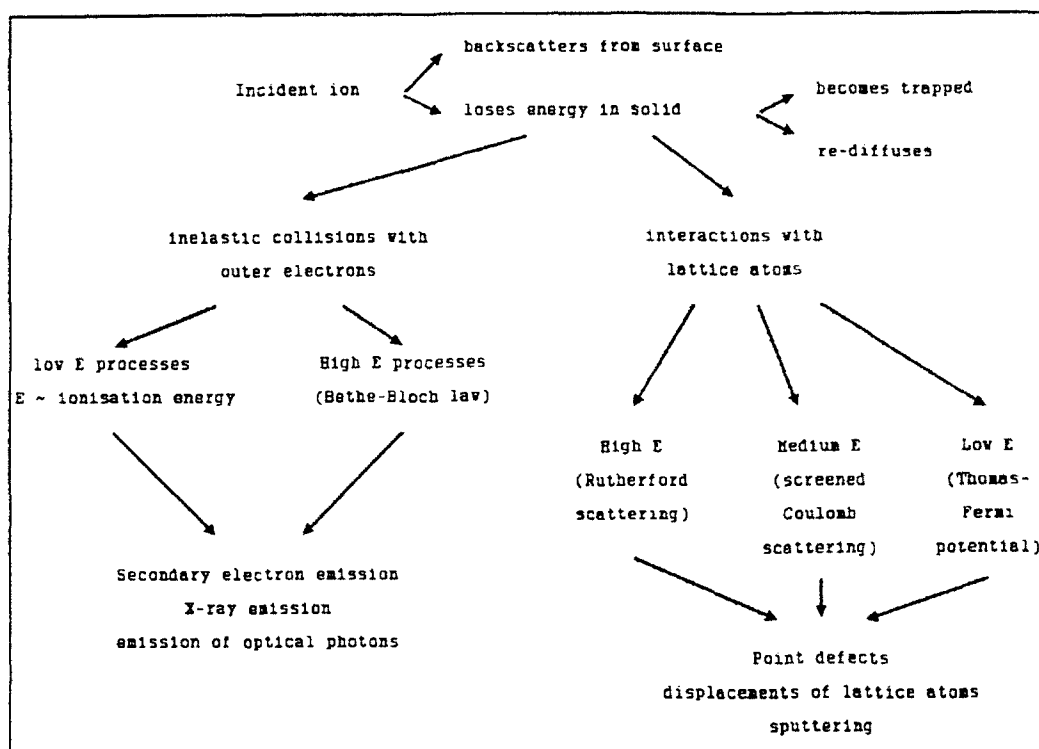 backscatters from surface
Incident ion
becomes trapped
loses energy in solid
re-diffuses
inelastic collisions with
outer electrons
interactions with
lattice atoms
low E processes
E ~ ionisation energy
High E processes
(Bethe-Bloch law)
High E
(Rutherford
scattering)
Medium E
(screened
Coulomb
scattering)
Low E
(Thomas-
Fermi
potential)
Secondary electron emission
X-ray emission
emission of optical photons
Point defects
displacements of lattice atoms
sputtering